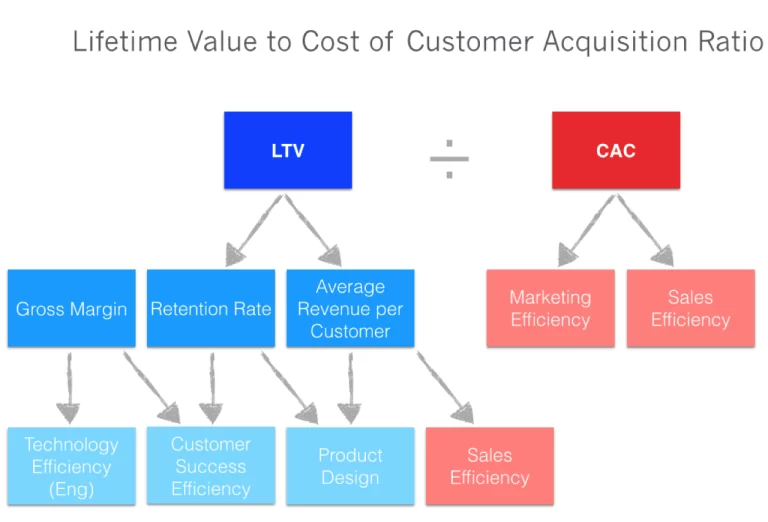 Lifetime Value to Cost of Customer Acquisition Ratio
LTV
÷
CAC
Gross Margin
Retention Rate
Average
Revenue per
Customer
Marketing
Efficiency
Sales
Efficiency
Technology
Efficiency
(Eng)
Customer
Success
Efficiency
Product
Design
Sales
Efficiency